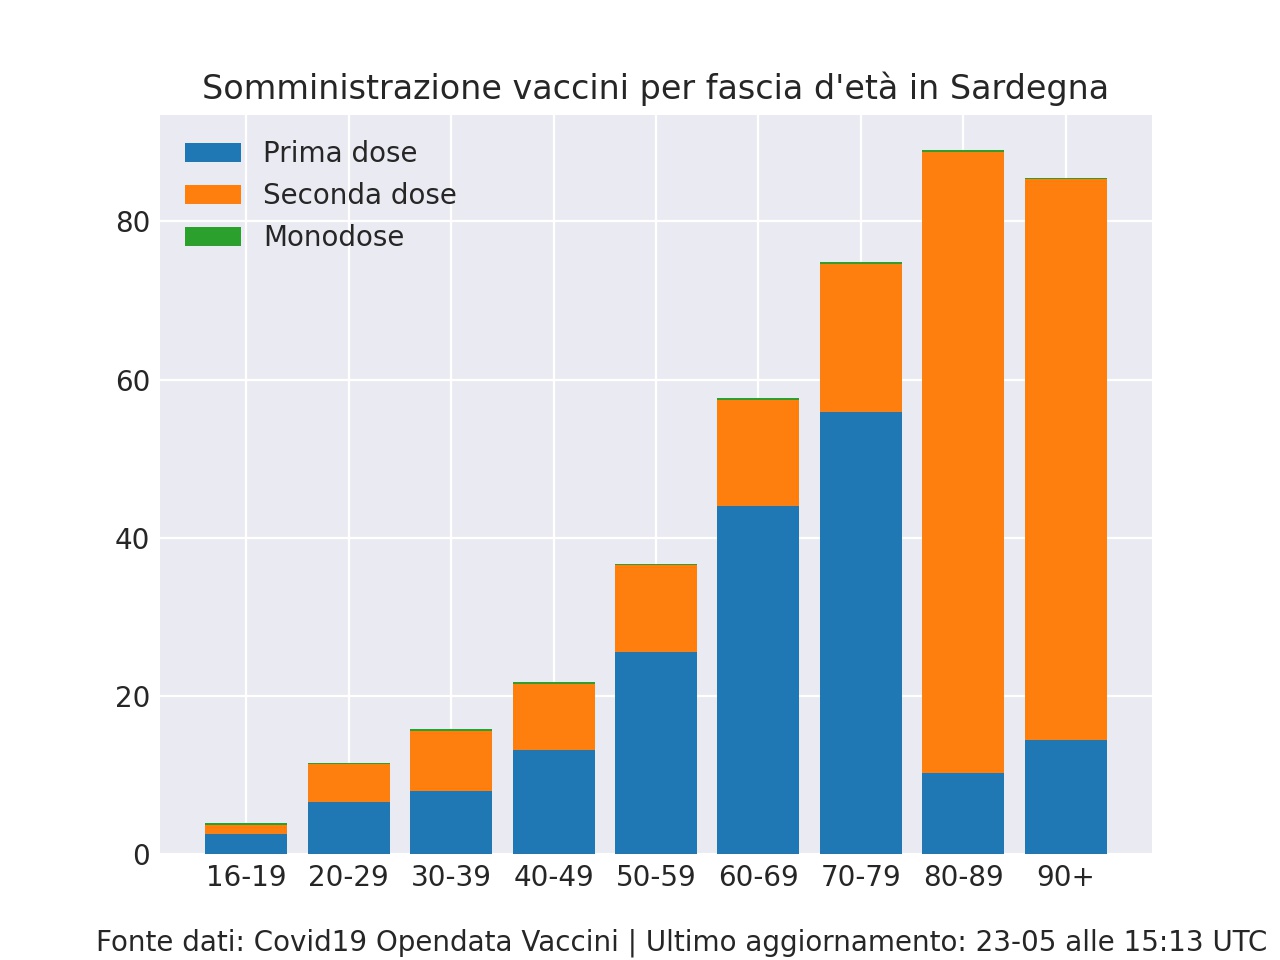 Somministrazione vaccini per fascia d'età in Sardegna
Prima dose
Seconda dose
Monodose
80
60
40
20
0
16-19 20-29 30-39 40-49 50-59 60-69 70-79 80-89 90+
Fonte dati: Covid19 Opendata Vaccini | Ultimo aggiornamento: 23-05 alle 15:13 UTC